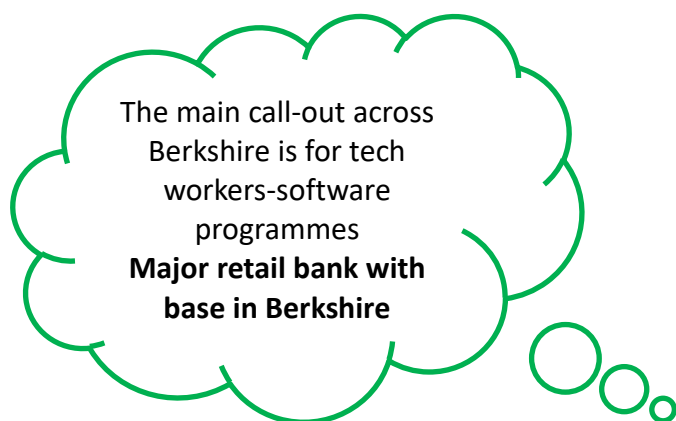 The main call-out across
Berkshire is for tech
workers-software
programmes
Major retail bank with
base in Berkshire